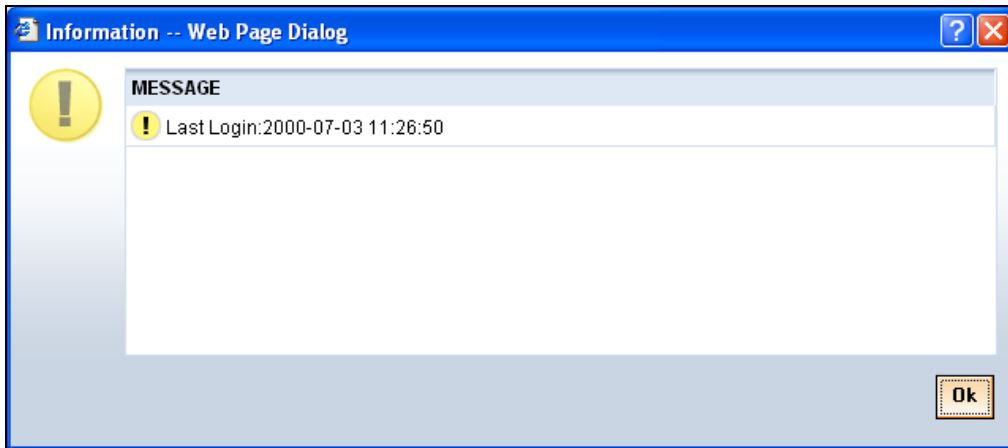 Information -- Web Page Dialog
MESSAGE
Last Login:2000-07-03 11:26:50
Ok